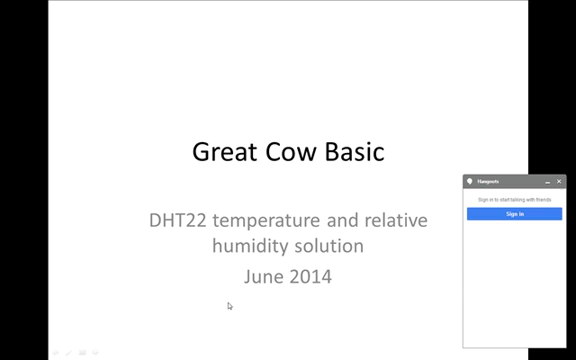 Great Cow Basic
DHT22 temperature and relative
humidity solution
June 2014
Hangouts
Sign in to start talking with friends
Sign in